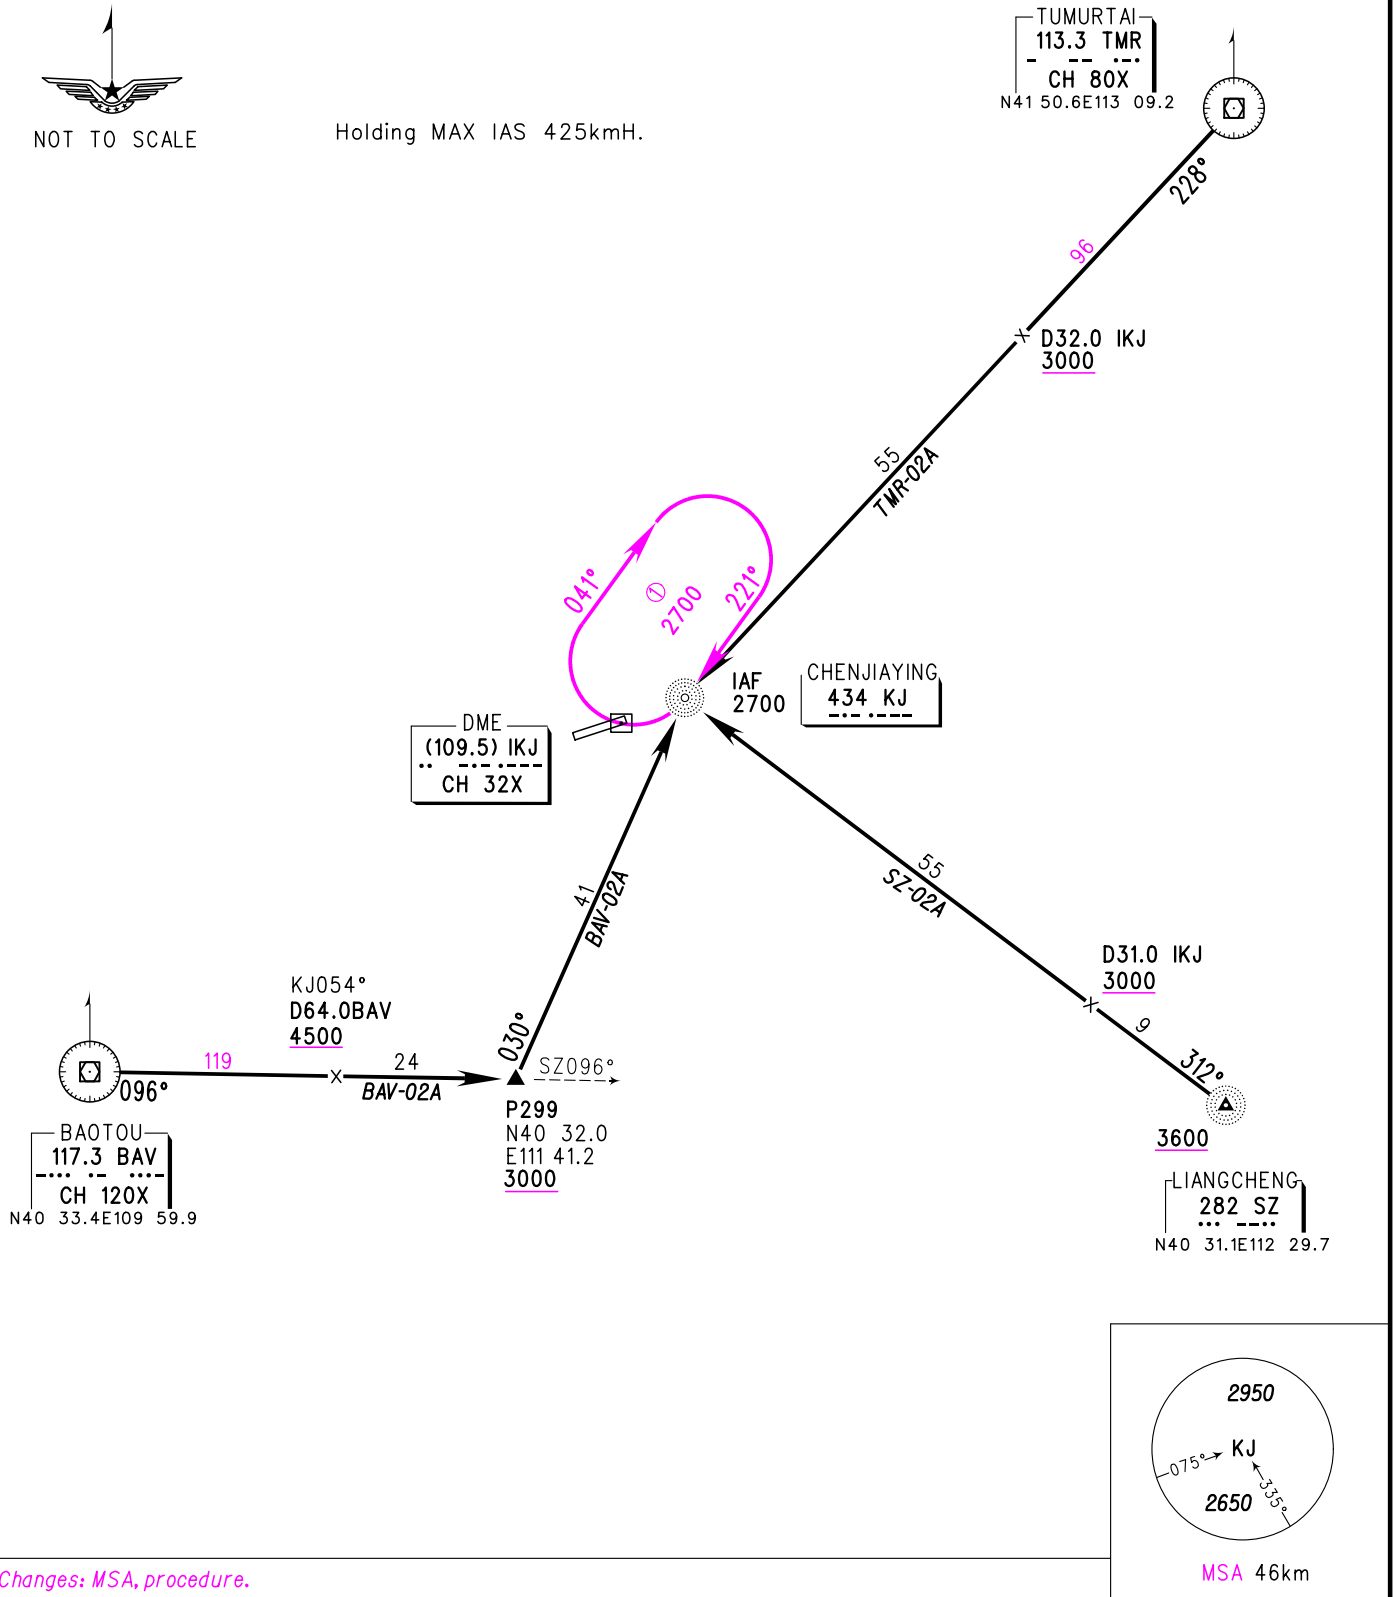 TUMURTAI
113.3 TMR
CH 80X
N41 50.6E113 09.2
NOT TO SCALE
Holding MAX IAS 425kmH.
228°
96
D32.0 IKJ
3000
55
TMR-02A
041°
①
2700
221°
IAF
2700
CHENJIAYING
434 KJ
DME
(109.5) IKJ
CH 32X
55
SZ-02A
41
BAV-02A
D31.0 IKJ
3000
9
312°
KJ054°
D64.0BAV
4500
119
24
BAV-02A
096°
030°
SZ096°
P299
N40 32.0
E111 41.2
3000
BAOTOU
117.3 BAV
CH 120X
N40 33.4E109 59.9
3600
LIANGCHENG
282 SZ
N40 31.1E112 29.7
2950
KJ
075°
335°
2650
MSA 46km
Changes: MSA, procedure.